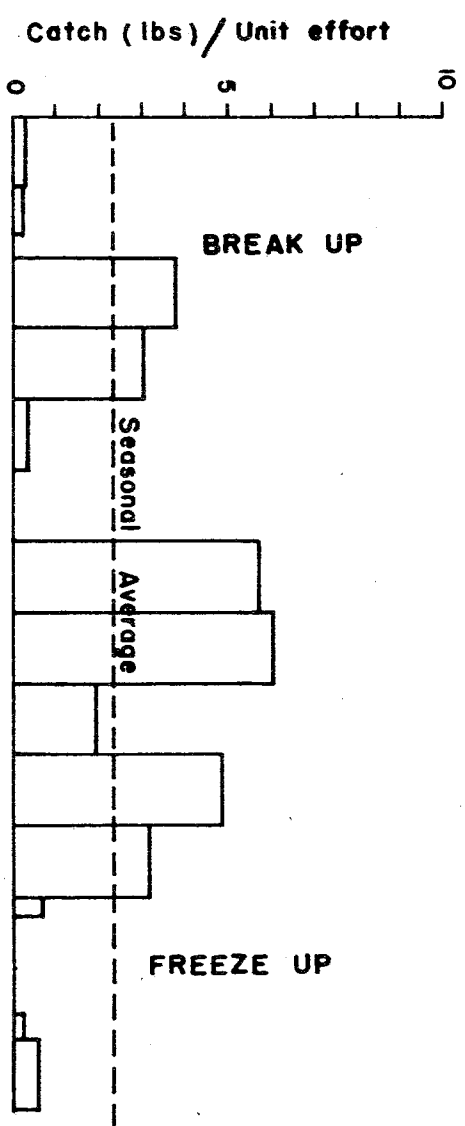 Catch (lbs)/Unit effort
0
5
10
BREAK UP
Seasonal Average
FREEZE UP